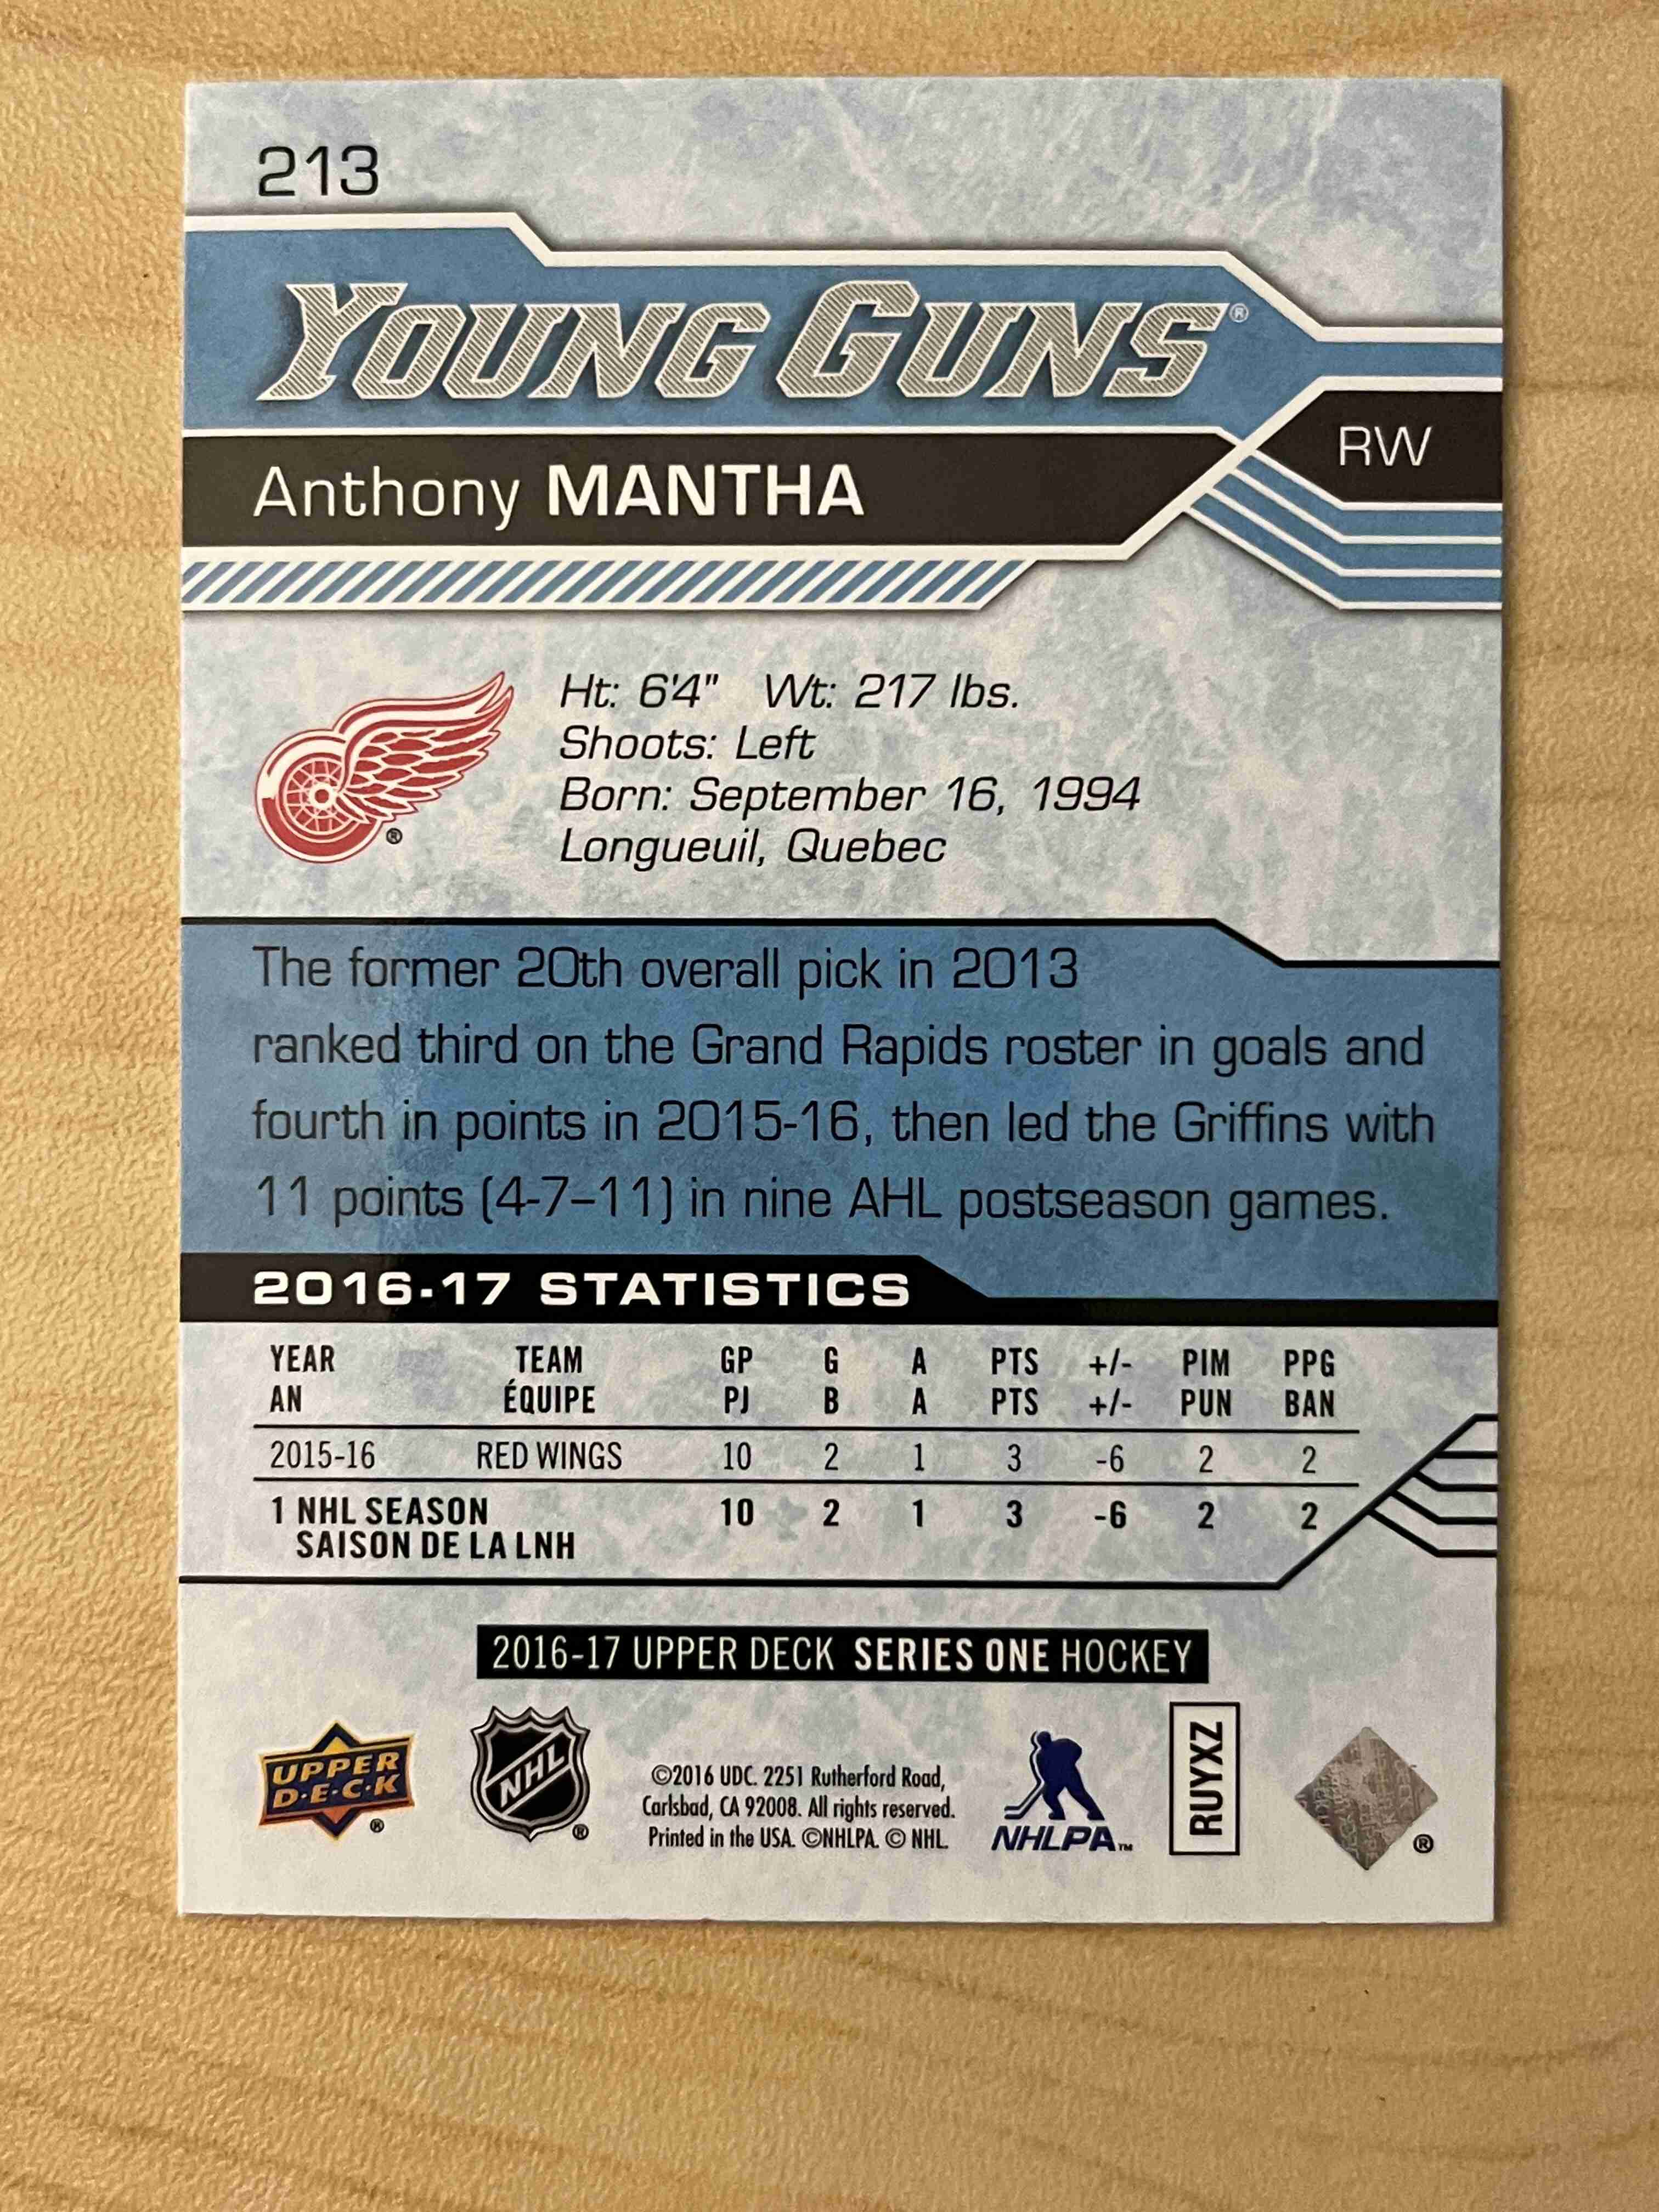 213
YOUNG GUNS®
RW
Anthony MANTHA
Ht: 6'4" Wt: 217 lbs.
Shoots: Left
Born: September 16, 1994
Longueuil, Quebec
®
The former 20th overall pick in 2013
ranked third on the Grand Rapids roster in goals and
fourth in points in 2015-16, then led the Griffins with
11 points (4-7–11) in nine AHL postseason games.
2016-17 STATISTICS
YEAR TEAM GP G A PTS +/- PIM PPG
AN ÉQUIPE PJ B A PTS +/- PUN BAN
2015-16 RED WINGS 10 2 1 3 -6 2 2
1 NHL SEASON 10 2 1 3 -6 2 2
SAISON DE LA LNH
2016-17 UPPER DECK SERIES ONE HOCKEY
UPPER
D·E·C·K
®
NHL
®
©2016 UDC. 2251 Rutherford Road,
Carlsbad, CA 92008. All rights reserved.
Printed in the USA. ©NHLPA. © NHL.
NHLPA™
RUYXZ
®